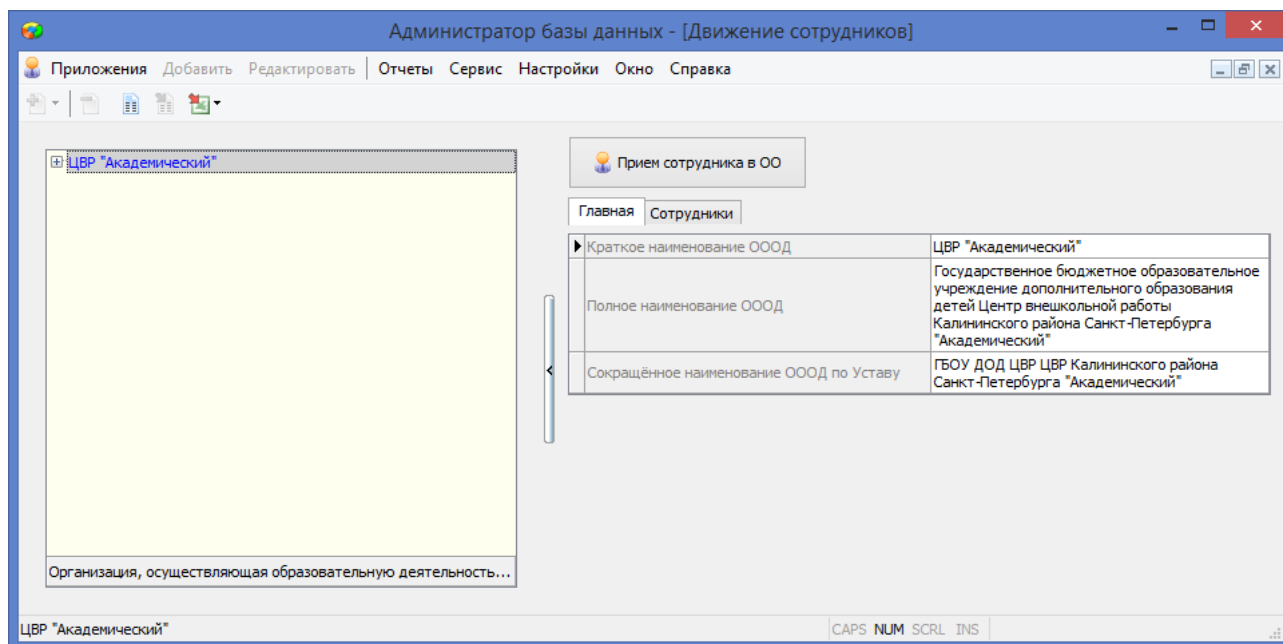 Администратор базы данных - [Движение сотрудников]
Приложения Добавить Редактировать Отчеты Сервис Настройки Окно Справка
ЦВР "Академический"
Прием сотрудника в ОО
Главная Сотрудники
Краткое наименование ОООД
ЦВР "Академический"
Полное наименование ОООД
Государственное бюджетное образовательное
учреждение дополнительного образования
детей Центр внешкольной работы
Калининского района Санкт-Петербурга
"Академический"
Сокращённое наименование ОООД по Уставу
ГБОУ ДОД ЦВР ЦВР Калининского района
Санкт-Петербурга "Академический"
Организация, осуществляющая образовательную деятельность...
ЦВР "Академический"
CAPS NUM SCRL INS